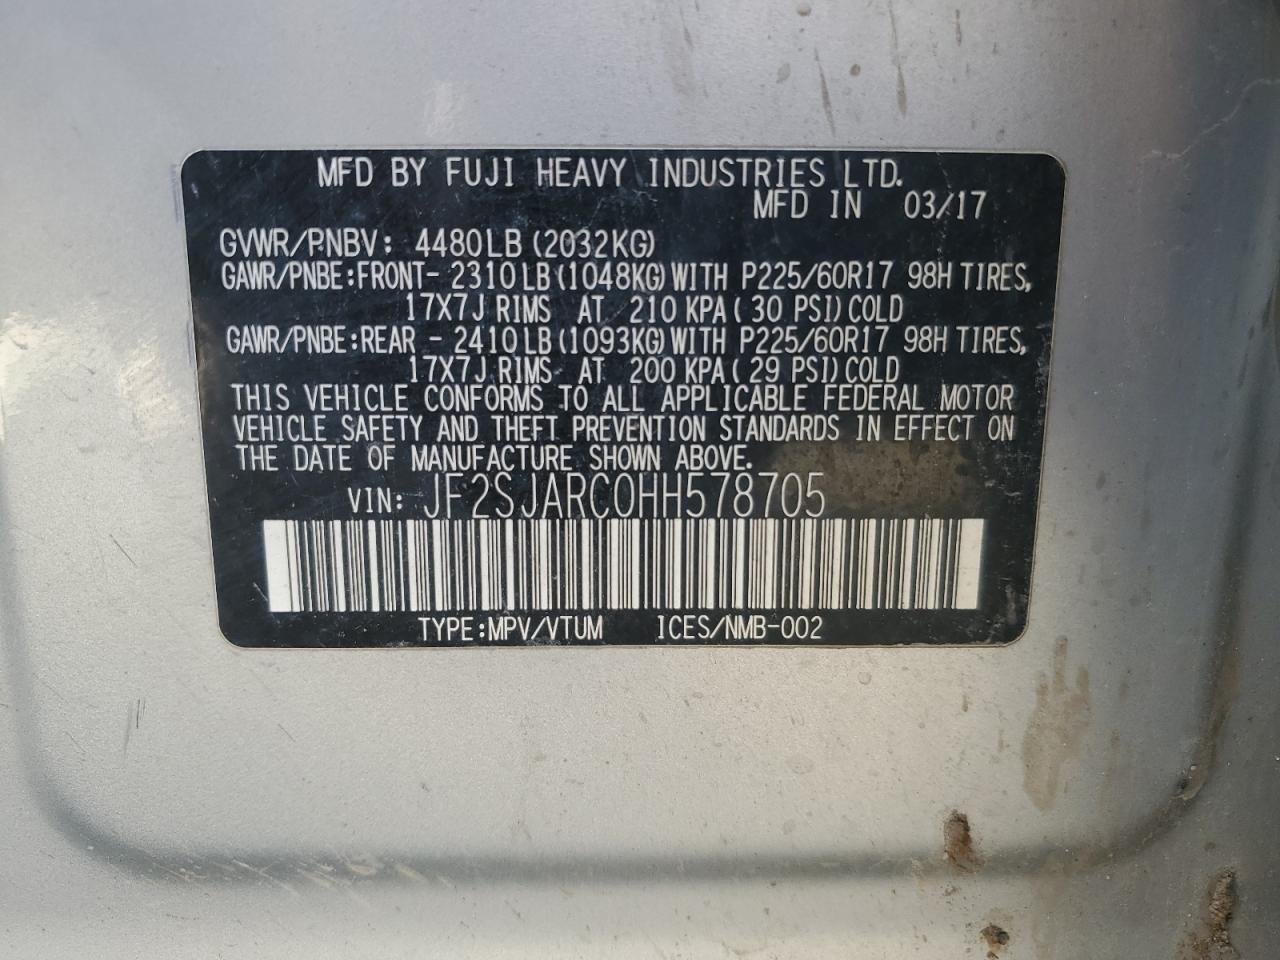 MFD BY FUJI HEAVY INDUSTRIES LTD.
MFD IN 03/17
GVWR/PNBV: 4480LB(2032KG)
GAWR/PNBE:FRONT- 2310LB(1048KG)WITH P225/60R17 98H TIRES,
17X7J RIMS AT 210 KPA(30 PSI)COLD
GAWR/PNBE:REAR - 2410LB(1093KG)WITH P225/60R17 98H TIRES,
17X7J RIMS AT 200 KPA(29 PSI)COLD
THIS VEHICLE CONFORMS TO ALL APPLICABLE FEDERAL MOTOR
VEHICLE SAFETY AND THEFT PREVENTION STANDARDS IN EFFECT ON
THE DATE OF MANUFACTURE SHOWN ABOVE.
VIN: JF2SJARC0HH578705
TYPE:MPV/VTUM ICES/NMB-002